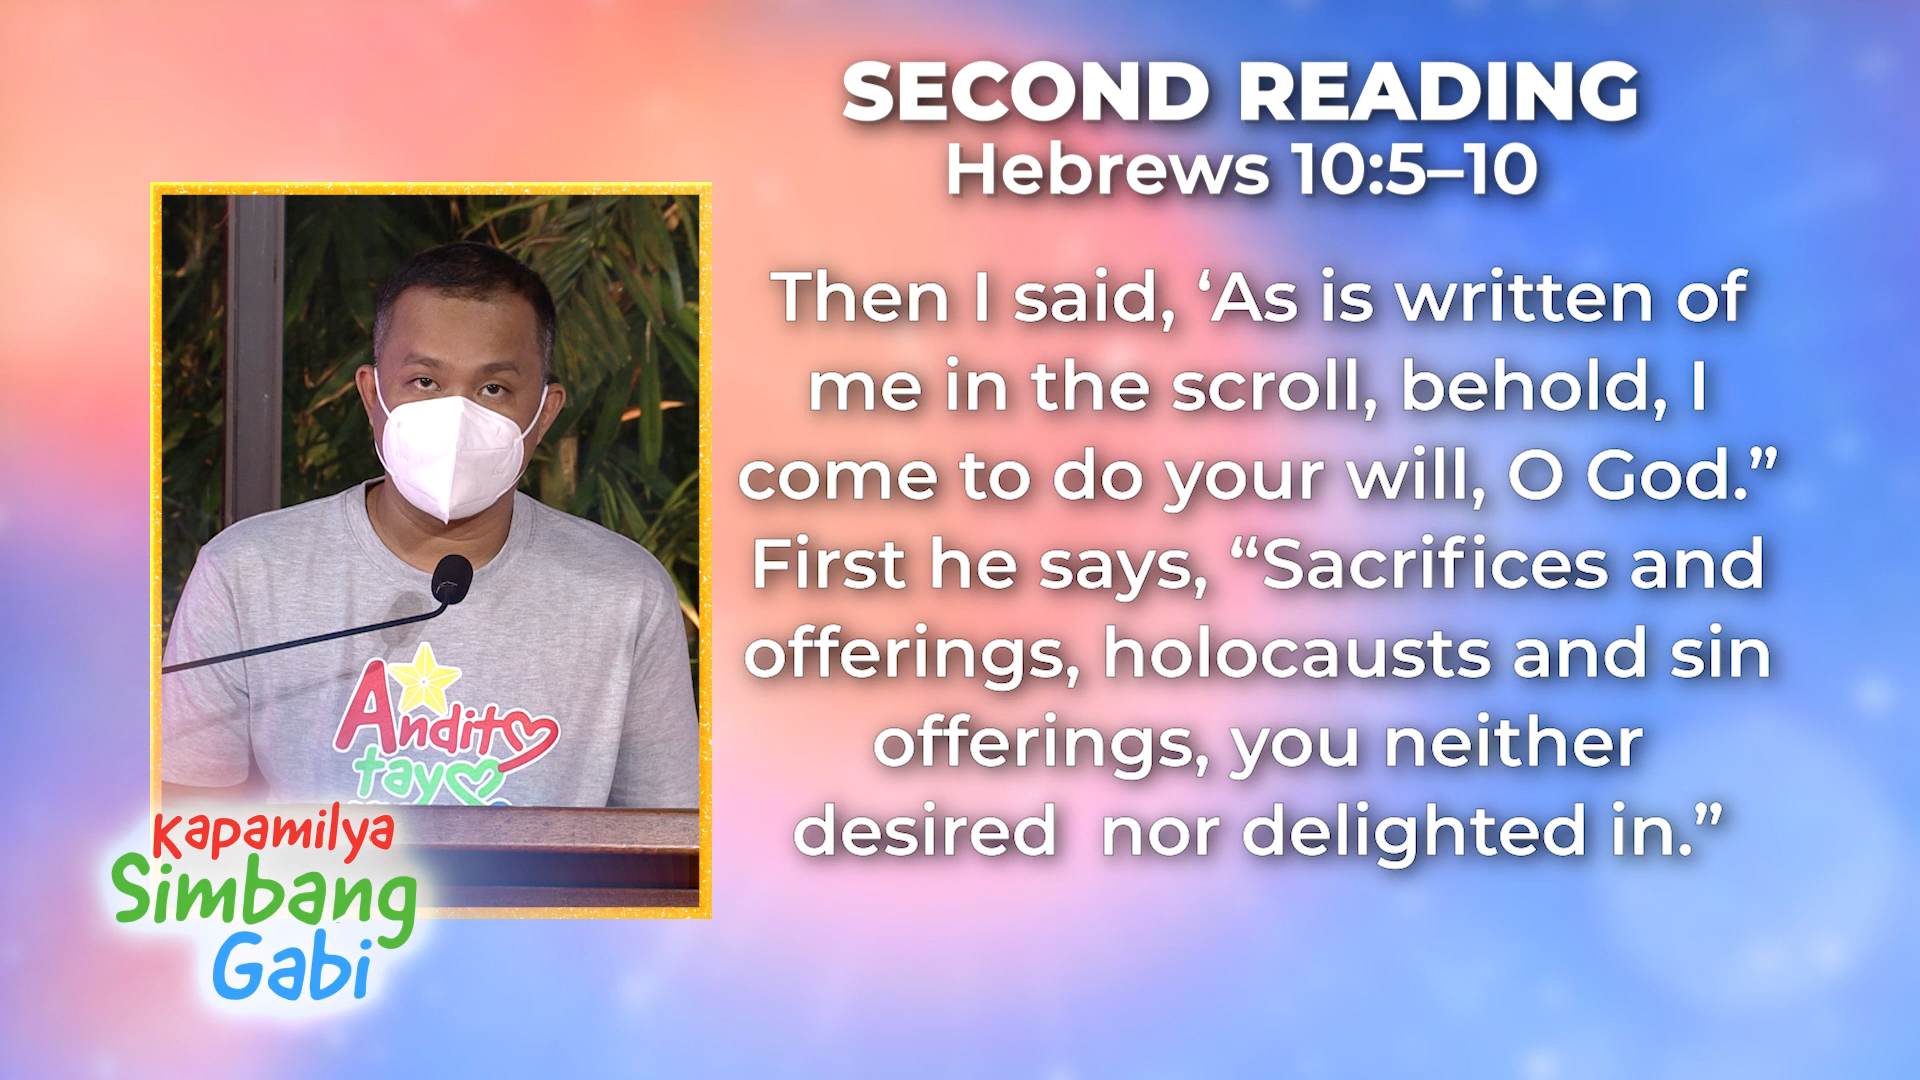 SECOND READING
Hebrews 10:5–10
Then I said, ‘As is written of
me in the scroll, behold, I
come to do your will, O God.”
First he says, “Sacrifices and
offerings, holocausts and sin
offerings, you neither
desired  nor delighted in.”
Andito
tayo
Kapamilya
Simbang
Gabi